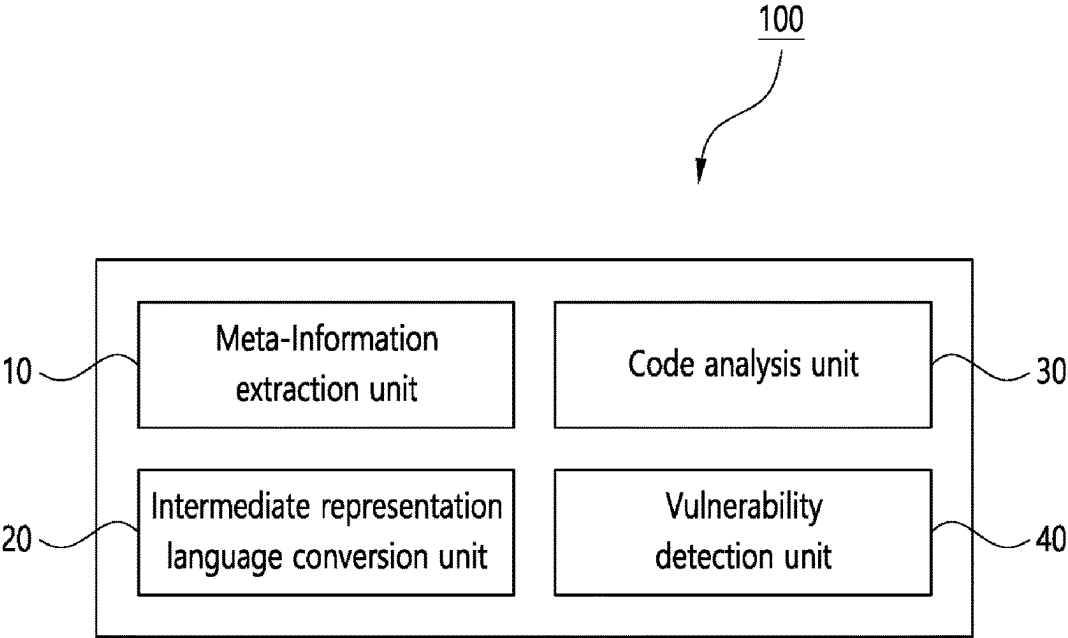 100
10
Meta-Information
extraction unit
Code analysis unit
30
20
Intermediate representation
language conversion unit
Vulnerability
detection unit
40